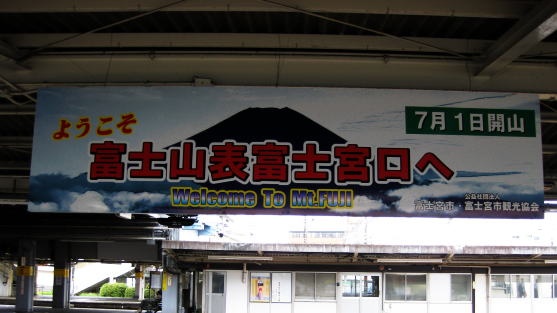 ようこそ
7月1日開山
富士山表富士宮口へ
Welcome To Mt.FUJI
公益社団法人
富士宮市・富士宮市観光協会